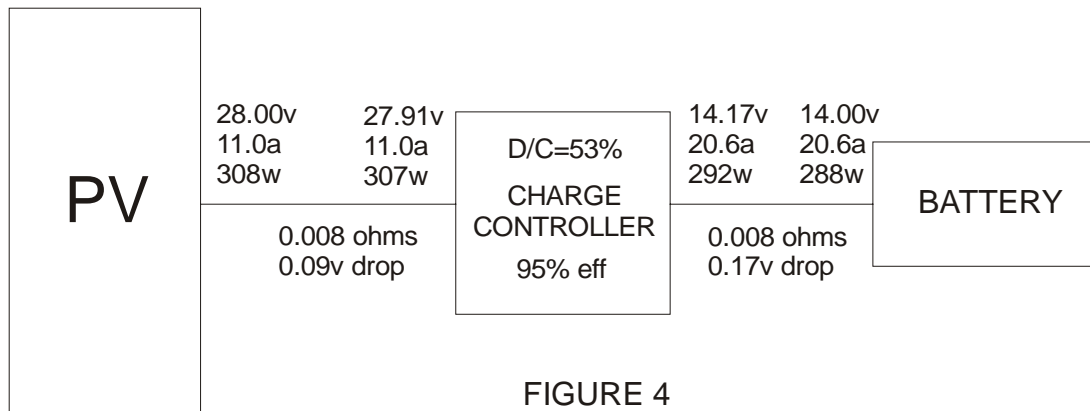 PV
28.00v
11.0a
308w
27.91v
11.0a
307w
0.008 ohms
0.09v drop
D/C=53%
CHARGE
CONTROLLER
95% eff
14.17v
20.6a
292w
14.00v
20.6a
288w
0.008 ohms
0.17v drop
BATTERY
FIGURE 4